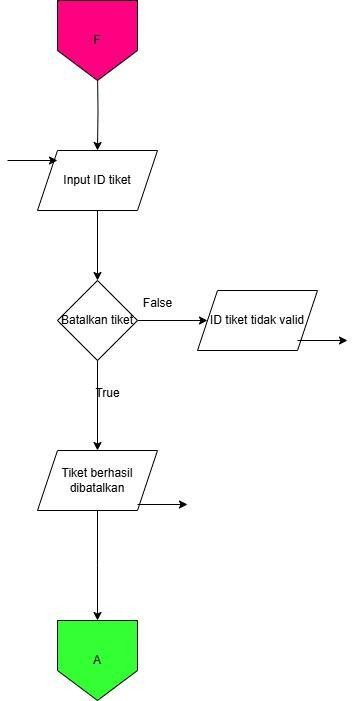 F
Input ID tiket
False
Batalkan tiket
ID tiket tidak valid
True
Tiket berhasil
dibatalkan
A